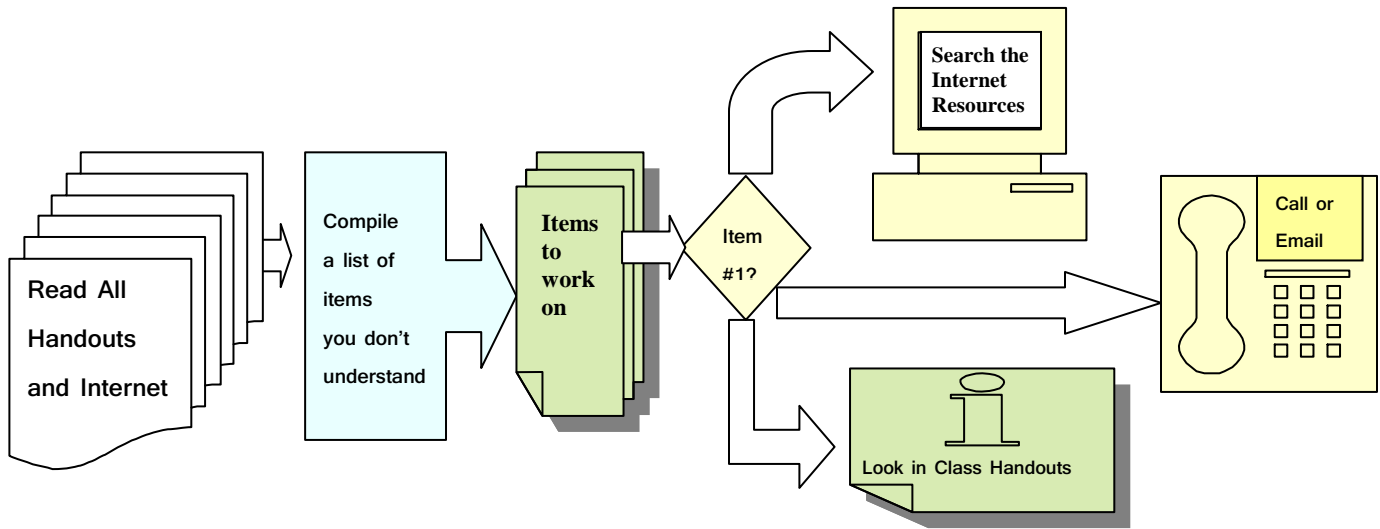 Read All
Handouts
and Internet
Compile
a list of
items
you don't
understand
Items
to
work
on
Item
#1?
Search the
Internet
Resources
Call or
Email
Look in Class Handouts